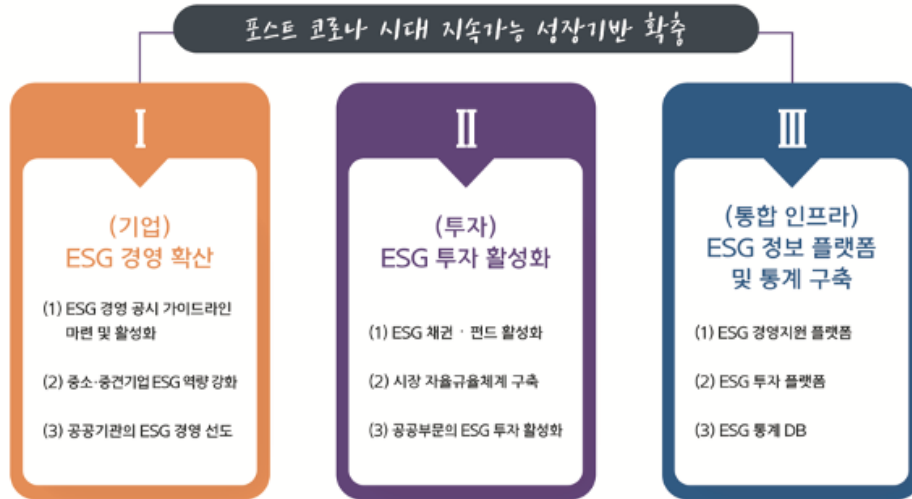 포스트 코로나 시대 지속가능 성장기반 확충
Ⅰ
(기업)
ESG 경영 확산
(1) ESG 경영 공시 가이드라인
마련 및 활성화
(2) 중소·중견기업 ESG 역량 강화
(3) 공공기관의 ESG 경영 선도
Ⅱ
(투자)
ESG 투자 활성화
(1) ESG 채권 · 펀드 활성화
(2) 시장 자율규율체계 구축
(3) 공공부문의 ESG 투자 활성화
Ⅲ
(통합 인프라)
ESG 정보 플랫폼
및 통계 구축
(1) ESG 경영지원 플랫폼
(2) ESG 투자 플랫폼
(3) ESG 통계 DB